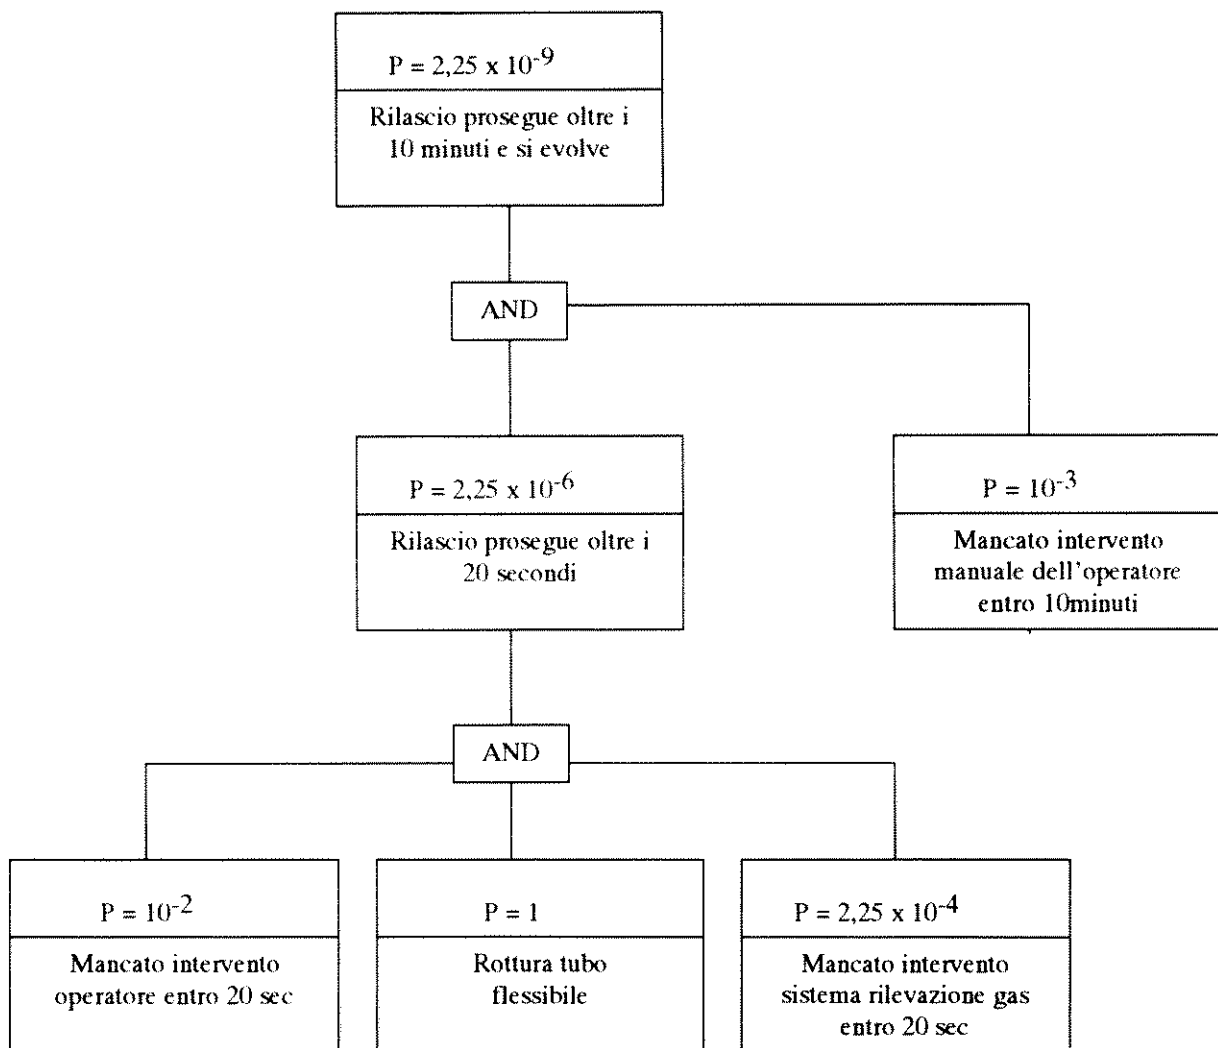 P = 2,25 x 10-9
Rilascio prosegue oltre i
10 minuti e si evolve
AND
P = 2,25 x 10-6
Rilascio prosegue oltre i
20 secondi
P = 10-3
Mancato intervento
manuale dell'operatore
entro 10minuti
AND
P = 10-2
Mancato intervento
operatore entro 20 sec
P = 1
Rottura tubo
flessibile
P = 2,25 x 10-4
Mancato intervento
sistema rilevazione gas
entro 20 sec